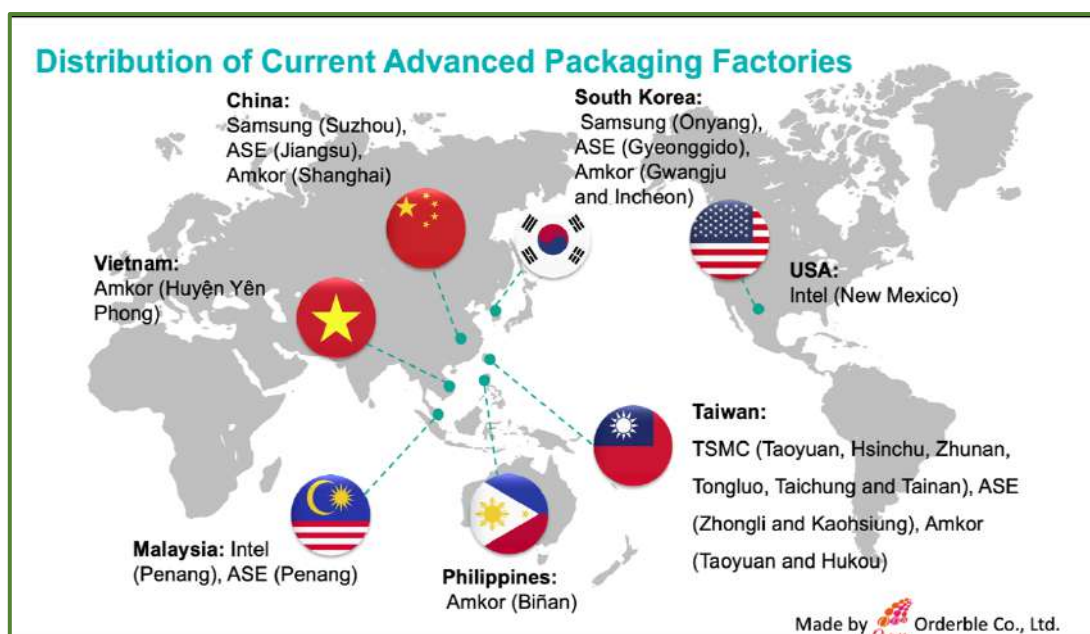 Distribution of Current Advanced Packaging Factories
China:
Samsung (Suzhou),
ASE (Jiangsu),
Amkor (Shanghai)
South Korea:
Samsung (Onyang),
ASE (Gyeonggido),
Amkor (Gwangju
and Incheon)
Vietnam:
Amkor (Huyện Yên
Phong)
USA:
Intel (New Mexico)
Taiwan:
TSMC (Taoyuan, Hsinchu, Zhunan,
Tongluo, Taichung and Tainan), ASE
(Zhongli and Kaohsiung), Amkor
(Taoyuan and Hukou)
Malaysia: Intel
(Penang), ASE (Penang)
Philippines:
Amkor (Biñan)
Made by Orderble Co., Ltd.